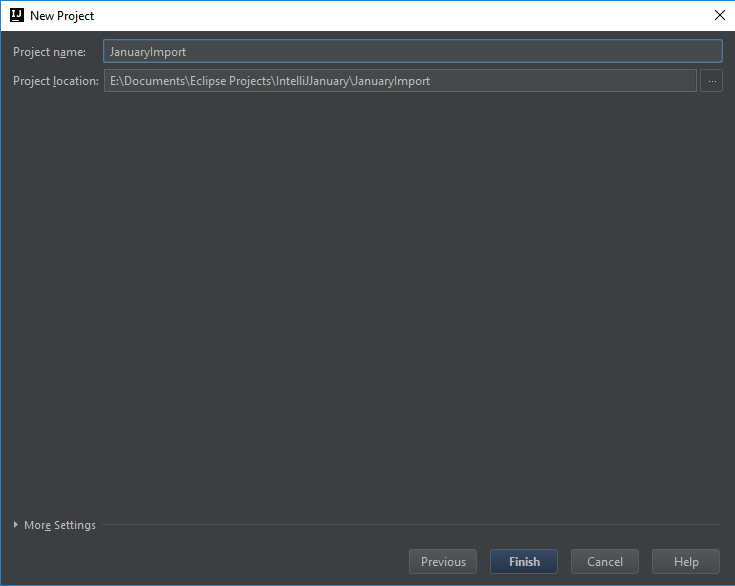 IJ New Project
Project name: JanuaryImport
Project location: E:\Documents\Eclipse Projects\IntelliJJanuary\JanuaryImport ...
More Settings
Previous Finish Cancel Help